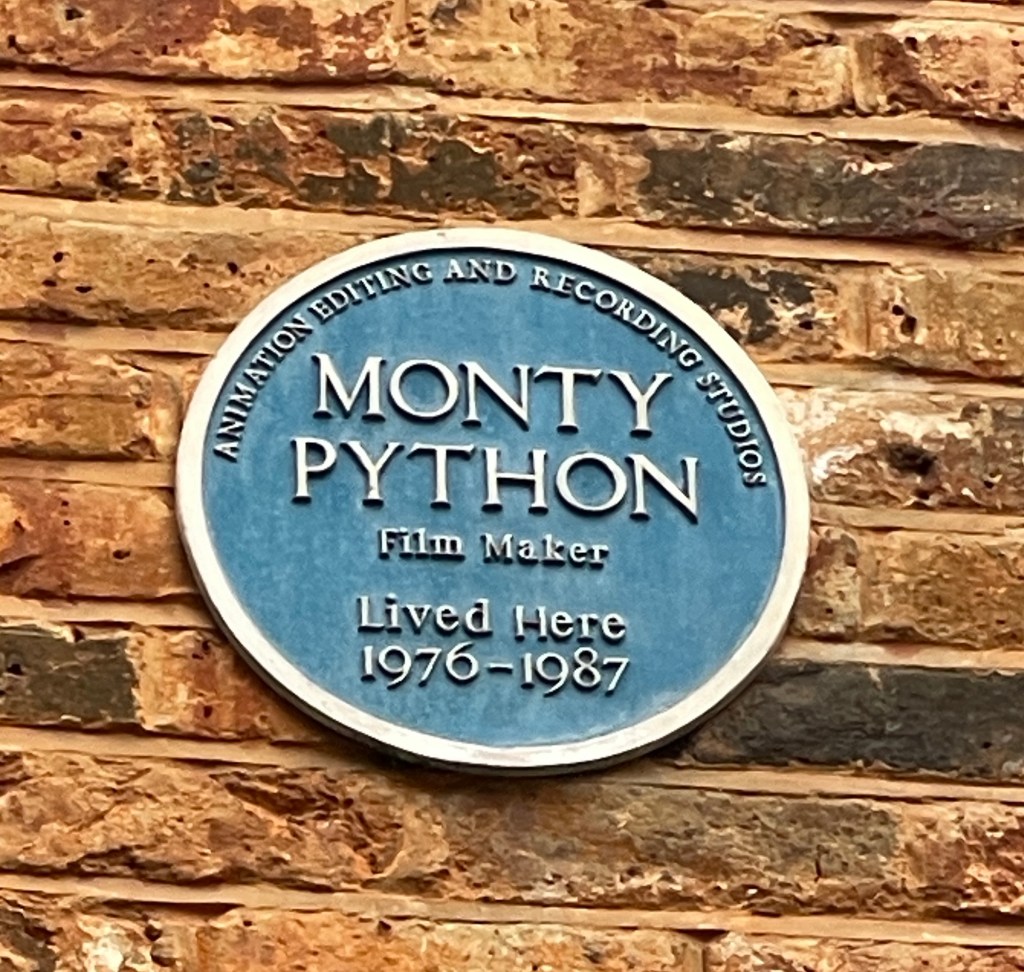 ANIMATION EDITING AND RECORDING STUDIOS
MONTY
PYTHON
Film Maker
Lived Here
1976–1987